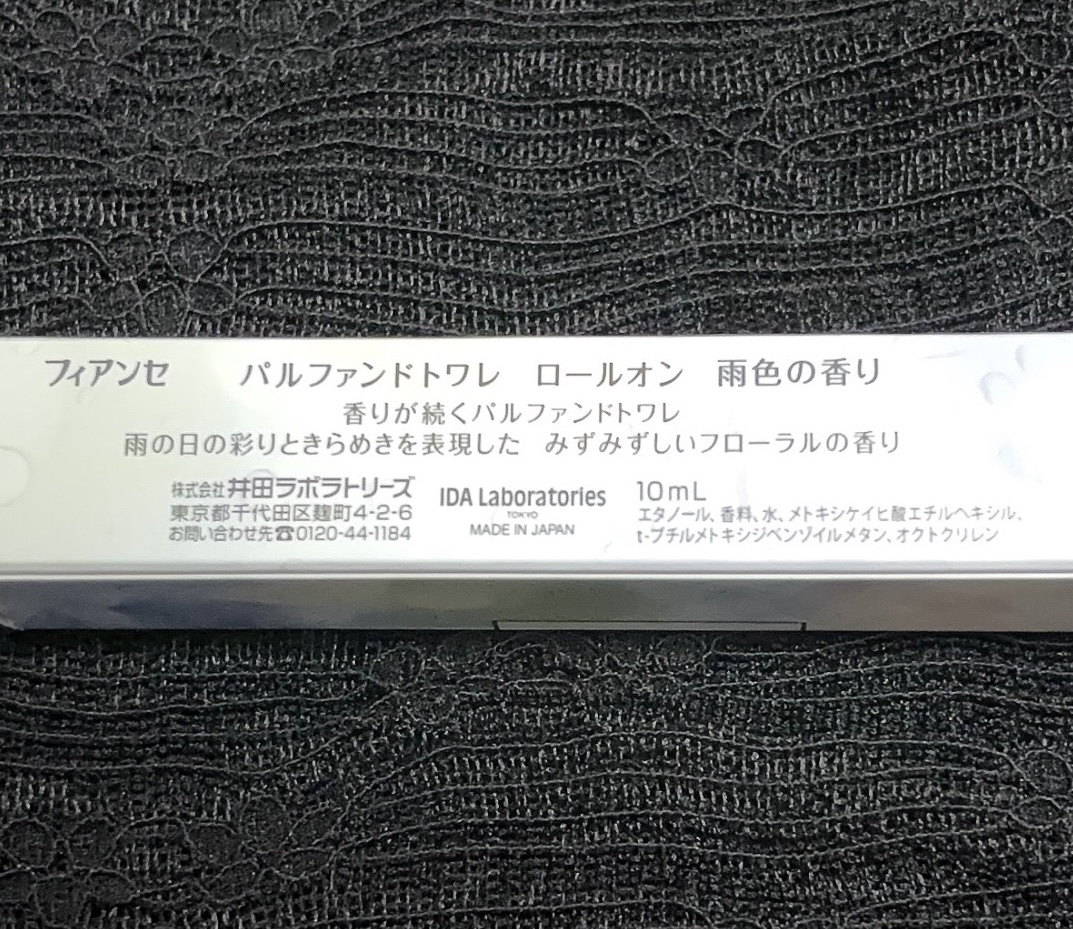 フィアンセ パルファンドトワレ ロールオン 雨色の香り
香りが続くパルファンドトワレ
雨の日の彩りときらめきを表現した みずみずしいフローラルの香り
株式会社井田ラボラトリーズ
東京都千代田区麹町4-2-6
お問い合わせ先☎0120-44-1184
IDA Laboratories
TOKYO
MADE IN JAPAN
10mL
エタノール、香料、水、メトキシケイヒ酸エチルヘキシル、
t-ブチルメトキシジベンゾイルメタン、オクトクリレン